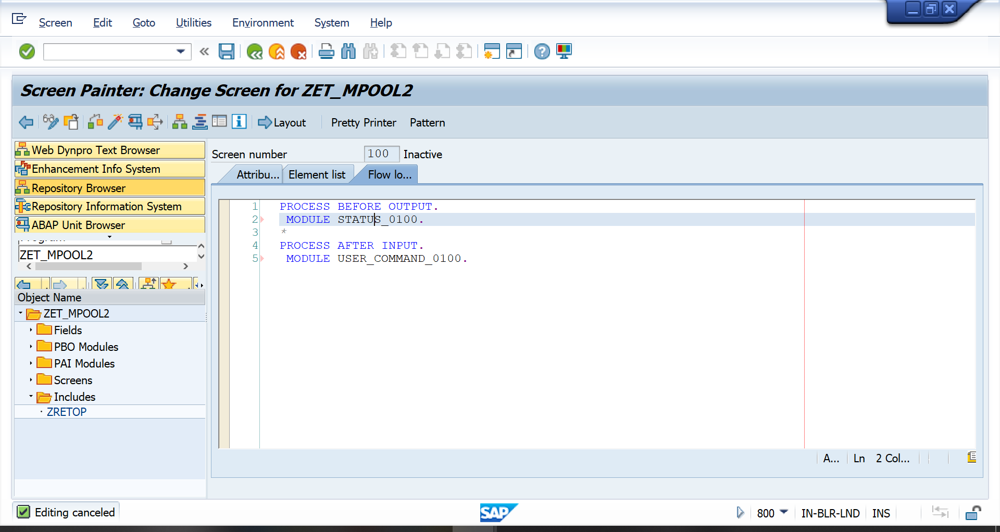 Screen Edit Goto Utilities Environment System Help
Screen Painter: Change Screen for ZET_MPOOL2
Layout Pretty Printer Pattern
Web Dynpro Text Browser
Enhancement Info System
Repository Browser
Repository Information System
ABAP Unit Browser
ZET_MPOOL2
Object Name
ZET_MPOOL2
Fields
PBO Modules
PAI Modules
Screens
Includes
ZRETOP
Screen number 100 Inactive
Attribu... Element list Flow lo...
1 PROCESS BEFORE OUTPUT.
2 MODULE STATUS_0100.
3 *
4 PROCESS AFTER INPUT.
5 MODULE USER_COMMAND_0100.
A... Ln 2 Col...
Editing canceled
SAP
800 IN-BLR-LND INS